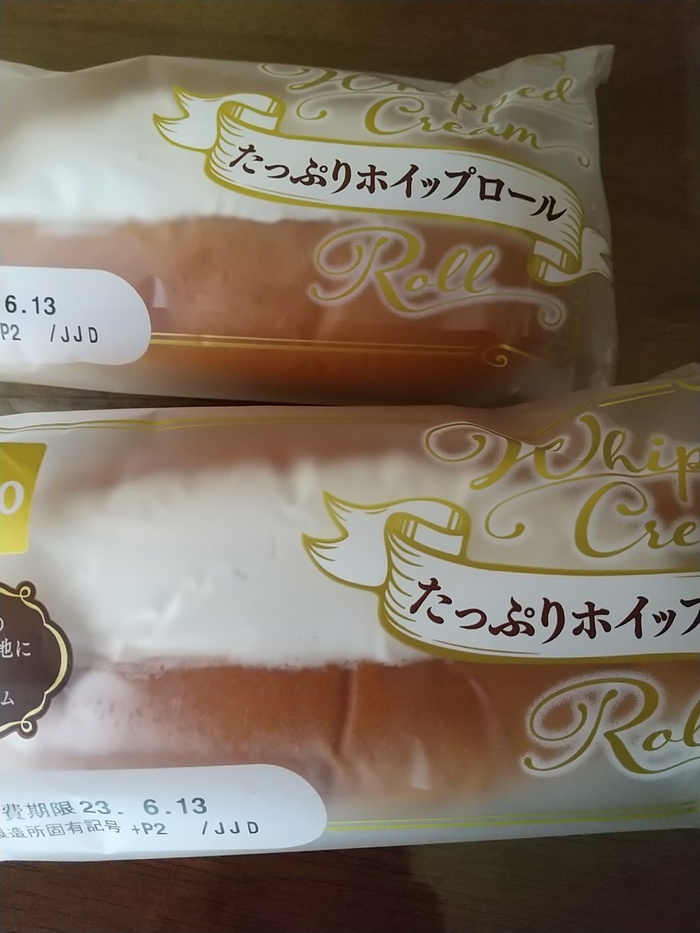 Whipped
Cream
たっぷりホイップロール
Roll
6.13
P2 /JJD
Whip
Cre
たっぷりホイップ
Rol
の
地に
ム
費期限 23. 6.13
造所固有記号 +P2 /JJD